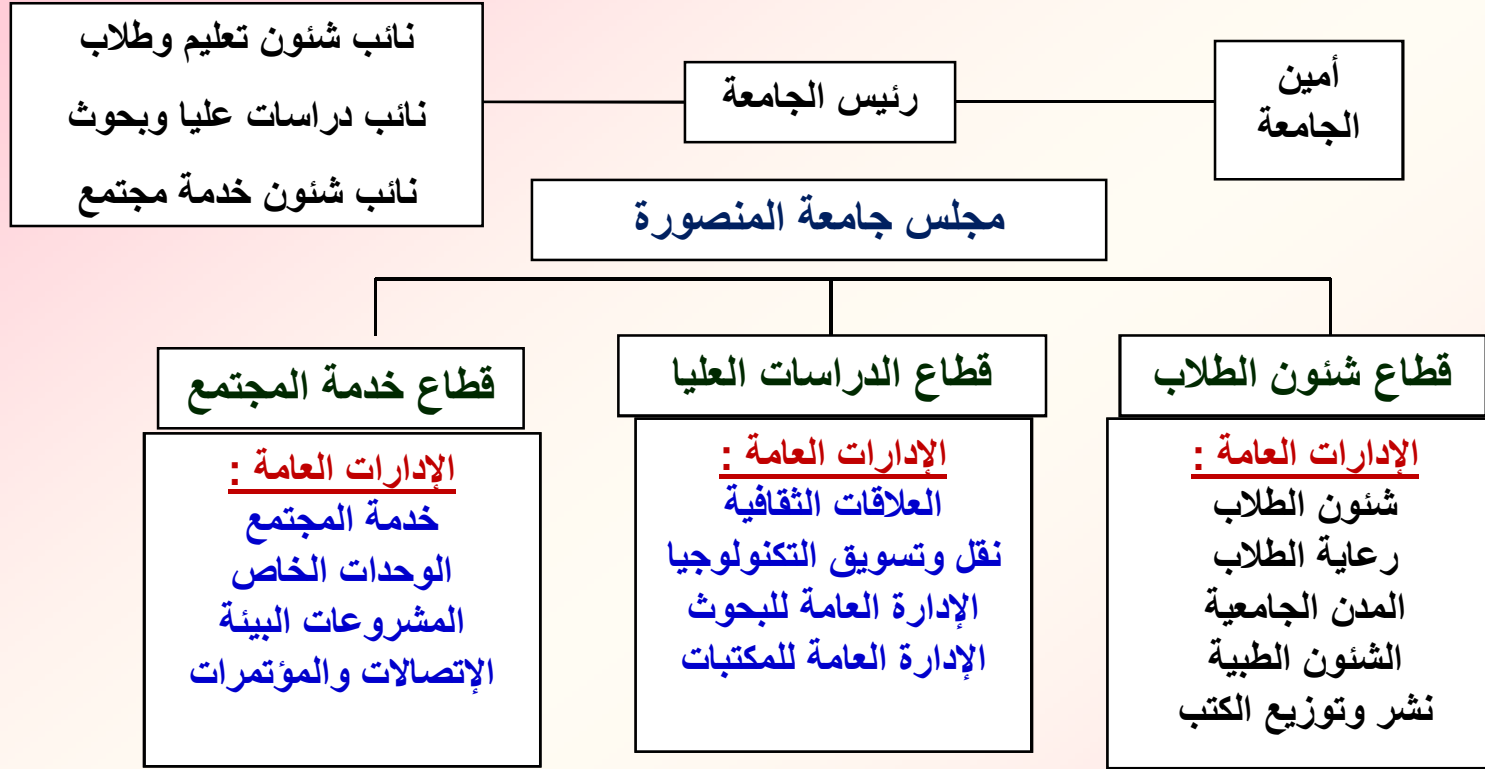 أمين
الجامعة
رئيس الجامعة
نائب شئون تعليم وطلاب
نائب دراسات عليا وبحوث
نائب شئون خدمة مجتمع
مجلس جامعة المنصورة
قطاع شئون الطلاب
الإدارات العامة :
شئون الطلاب
رعاية الطلاب
المدن الجامعية
الشئون الطبية
نشر وتوزيع الكتب
قطاع الدراسات العليا
الإدارات العامة :
العلاقات الثقافية
نقل وتسويق التكنولوجيا
الإدارة العامة للبحوث
الإدارة العامة للمكتبات
قطاع خدمة المجتمع
الإدارات العامة :
خدمة المجتمع
الوحدات الخاص
المشروعات البيئة
الإتصالات والمؤتمرات